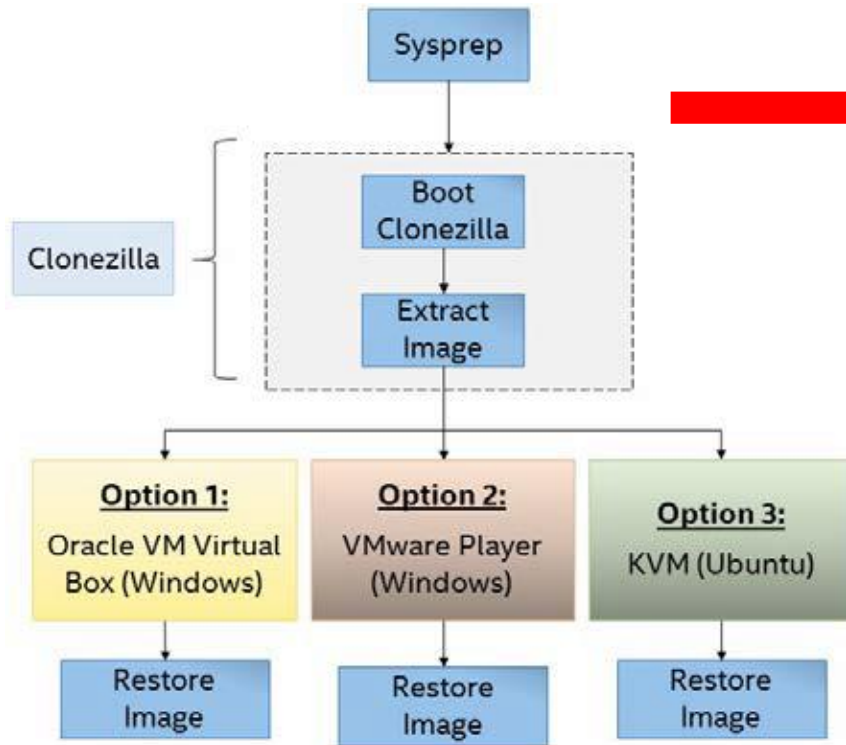 Sysprep
Boot
Clonezilla
Clonezilla
Extract
Image
Option 1:
Oracle VM Virtual
Box (Windows)
Option 2:
VMware Player
(Windows)
Option 3:
KVM (Ubuntu)
Restore
Image
Restore
Image
Restore
Image